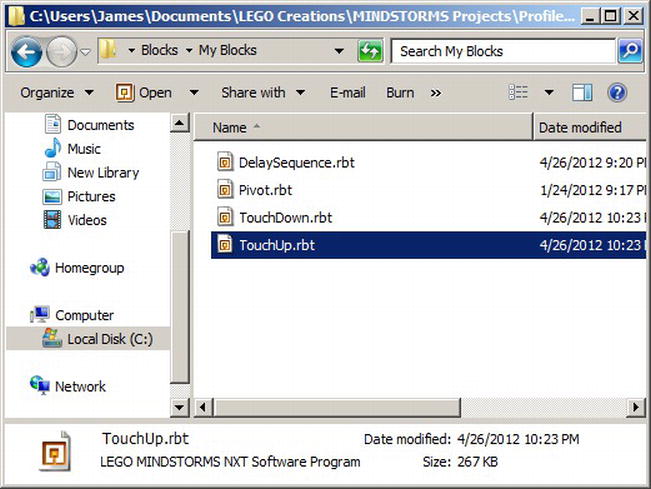 C:\Users\James\Documents\LEGO Creations\MINDSTORMS Projects\Profile...
Blocks My Blocks Search My Blocks
Organize Open Share with E-mail Burn »
Documents
Music
New Library
Pictures
Videos
Homegroup
Computer
Local Disk (C:)
Network
Name Date modified
DelaySequence.rbt 4/26/2012 9:20 P
Pivot.rbt 1/24/2012 9:17 P
TouchDown.rbt 4/26/2012 10:23
TouchUp.rbt 4/26/2012 10:23
TouchUp.rbt Date modified: 4/26/2012 10:23 PM
LEGO MINDSTORMS NXT Software Program Size: 267 KB